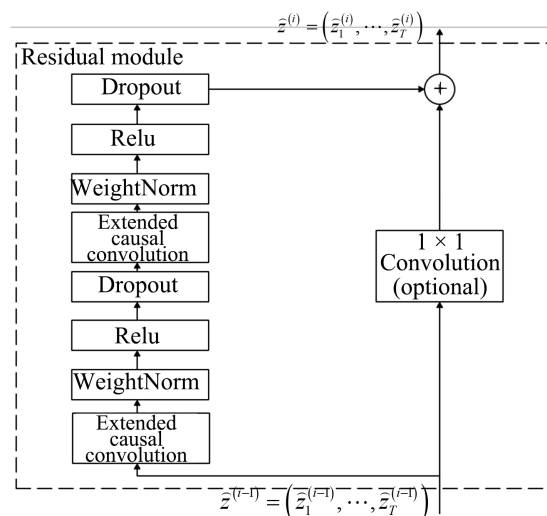 ẑ^(i) = (ẑ_1^(i), ⋯, ẑ_T^(i))
Residual module
Dropout
+
Relu
WeightNorm
Extended
causal
convolution
1 × 1
Convolution
(optional)
Dropout
Relu
WeightNorm
Extended
causal
convolution
ẑ^(i-1) = (ẑ_1^(i-1), ⋯, ẑ_T^(i-1))